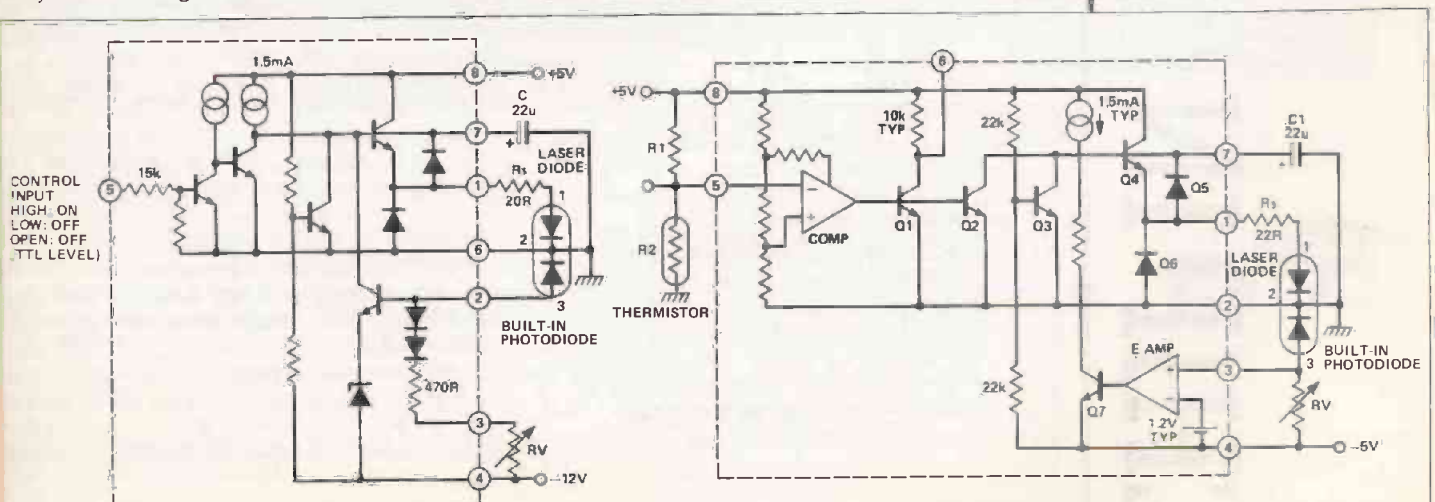 1.5mA
8
+5V
C
22u
+
7
LASER
DIODE
15k
5
CONTROL
INPUT
HIGH: ON
LOW: OFF
OPEN: OFF
TTL LEVEL)
1
Rs
20R
1
2
3
6
2
BUILT-IN
PHOTODIODE
470R
3
RV
4
-12V
6
+5V
8
10k
TYP
22k
1.5mA
TYP
C1
22u
+
7
R1
5
COMP
Q1
Q2
Q3
Q4
Q5
1
Rs
22R
LASER
DIODE
1
2
3
R2
THERMISTOR
Q6
2
BUILT-IN
PHOTODIODE
E AMP
3
22k
Q7
1.2V
TYP
RV
4
-5V